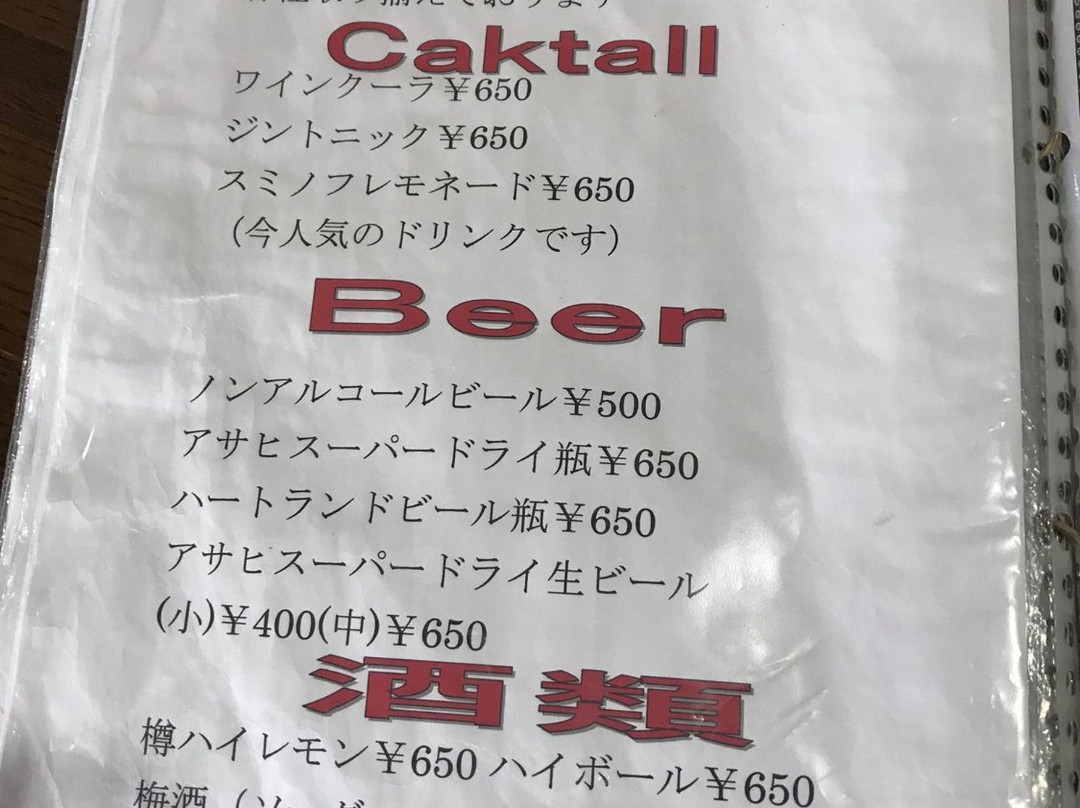 Caktall
ワインクーラ￥650
ジントニック￥650
スミノフレモネード￥650
(今人気のドリンクです)
Beer
ノンアルコールビール￥500
アサヒスーパードライ瓶￥650
ハートランドビール瓶￥650
アサヒスーパードライ生ビール
(小)￥400(中)￥650
酒類
樽ハイレモン￥650 ハイボール￥650
梅酒